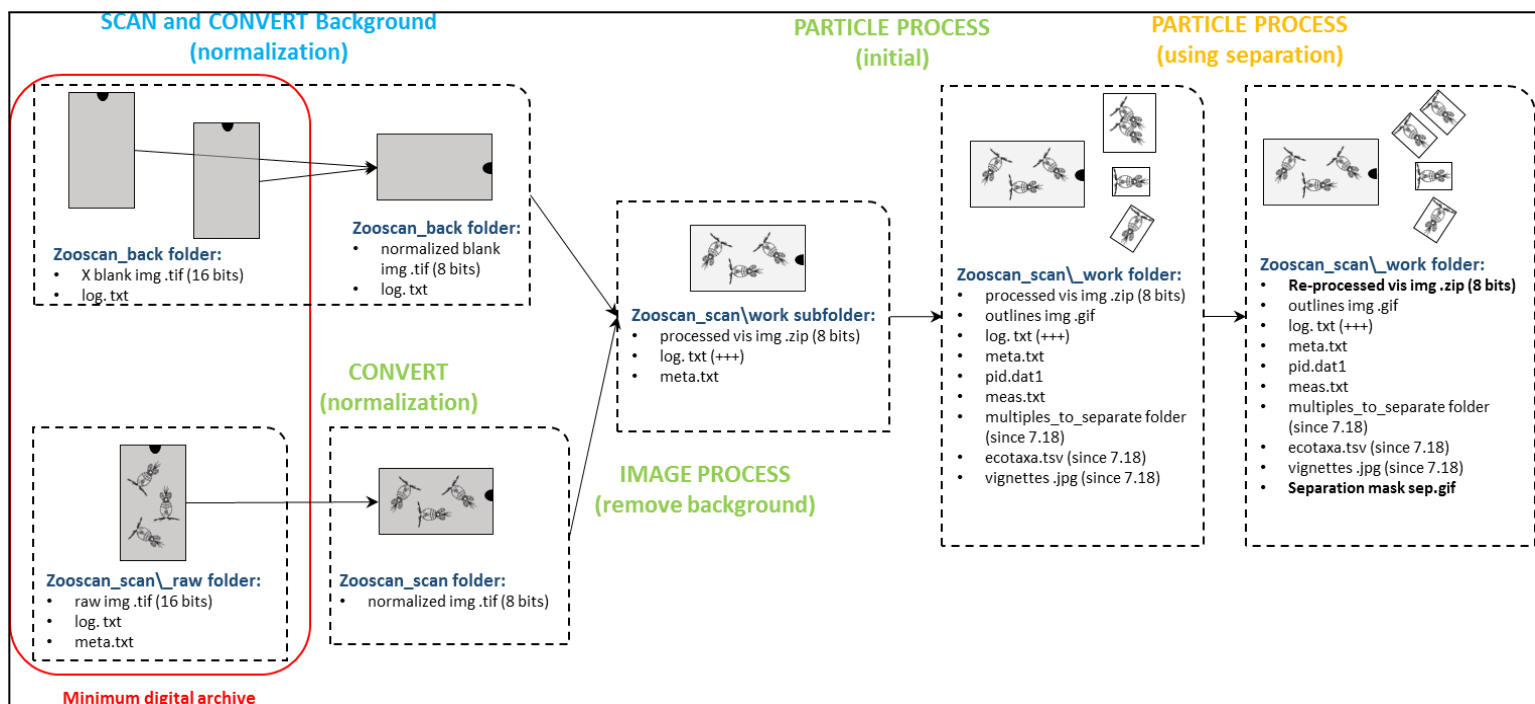 SCAN and CONVERT Background
(normalization)
PARTICLE PROCESS
(initial)
PARTICLE PROCESS
(using separation)
Zooscan_back folder:
• X blank img .tif (16 bits)
• log. txt
Zooscan_back folder:
• normalized blank
img .tif (8 bits)
• log. txt
CONVERT
(normalization)
Zooscan_scan\_raw folder:
• raw img .tif (16 bits)
• log. txt
• meta.txt
Zooscan_scan folder:
• normalized img .tif (8 bits)
Minimum digital archive
Zooscan_scan\work subfolder:
• processed vis img .zip (8 bits)
• log. txt (+++)
• meta.txt
IMAGE PROCESS
(remove background)
Zooscan_scan\_work folder:
• processed vis img .zip (8 bits)
• outlines img .gif
• log. txt (+++)
• meta.txt
• pid.dat1
• meas.txt
• multiples_to_separate folder
(since 7.18)
• ecotaxa.tsv (since 7.18)
• vignettes .jpg (since 7.18)
Zooscan_scan\_work folder:
• Re-processed vis img .zip (8 bits)
• outlines img .gif
• log. txt (+++)
• meta.txt
• pid.dat1
• meas.txt
• multiples_to_separate folder
(since 7.18)
• ecotaxa.tsv (since 7.18)
• vignettes .jpg (since 7.18)
• Separation mask sep.gif